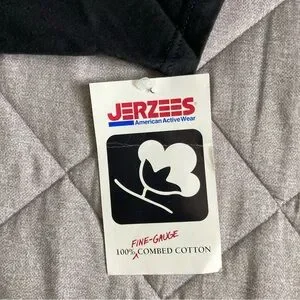 JERZEES
American Active Wear
FINE-GAUGE
100% COMBED COTTON